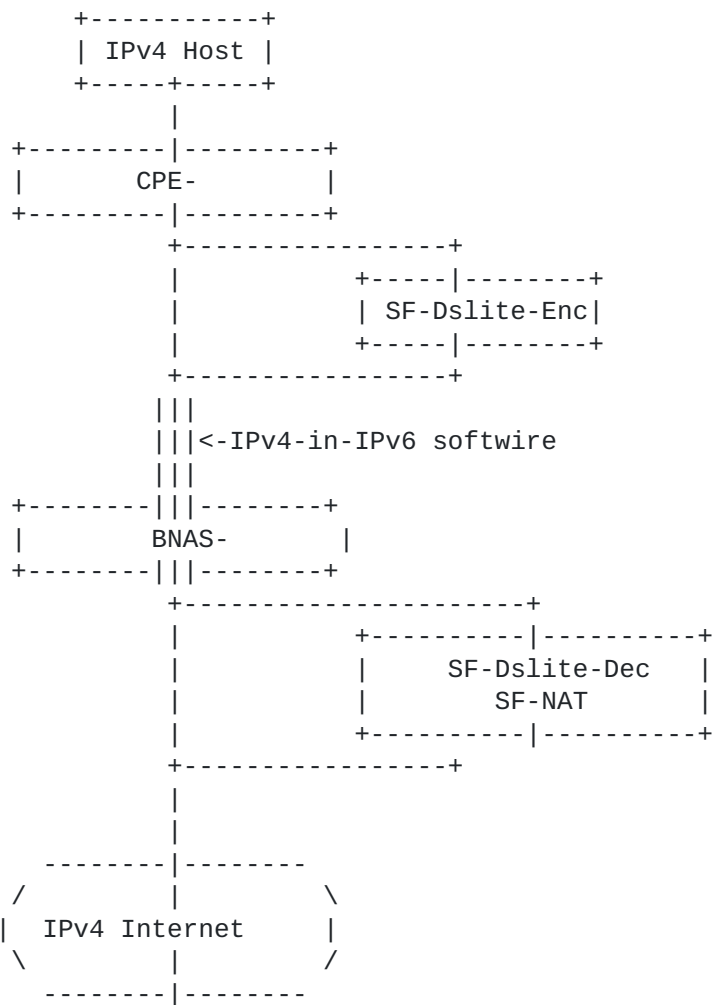 IPv4 Host
CPE-
SF-Dslite-Enc
<-IPv4-in-IPv6 softwire
BNAS-
SF-Dslite-Dec
SF-NAT
IPv4 Internet